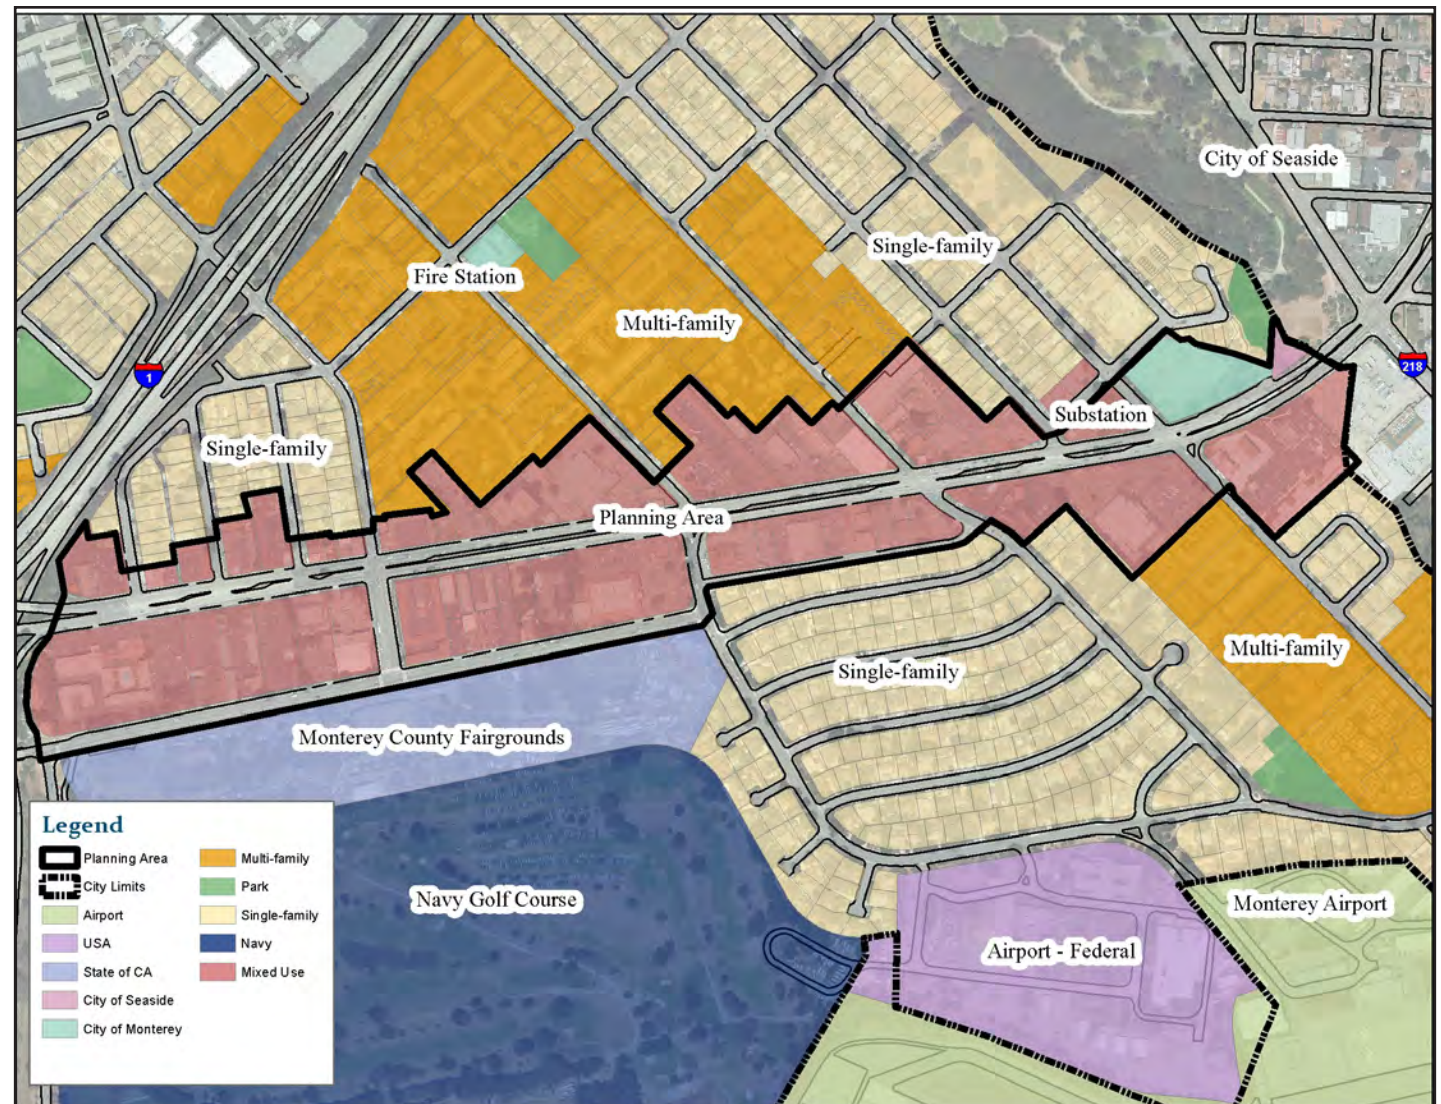 City of Seaside
Single-family
Fire Station
Multi-family
1
218
Substation
Single-family
Planning Area
Multi-family
Single-family
Monterey County Fairgrounds
Navy Golf Course
Monterey Airport
Airport - Federal
Legend
Planning Area
City Limits
Airport
USA
State of CA
City of Seaside
City of Monterey
Multi-family
Park
Single-family
Navy
Mixed Use